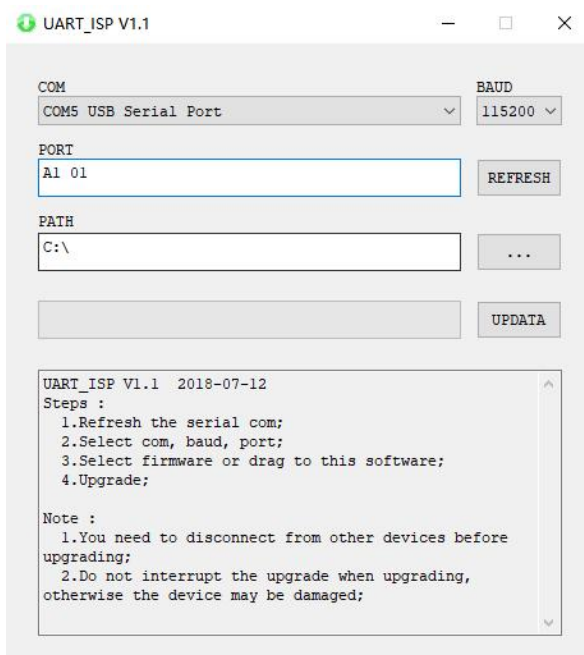 UART_ISP V1.1
COM
BAUD
COM5 USB Serial Port
115200
PORT
A1 01
REFRESH
PATH
C:\
...
UPDATA
UART_ISP V1.1  2018-07-12
Steps :
1.Refresh the serial com;
2.Select com, baud, port;
3.Select firmware or drag to this software;
4.Upgrade;
Note :
1.You need to disconnect from other devices before
upgrading;
2.Do not interrupt the upgrade when upgrading,
otherwise the device may be damaged;